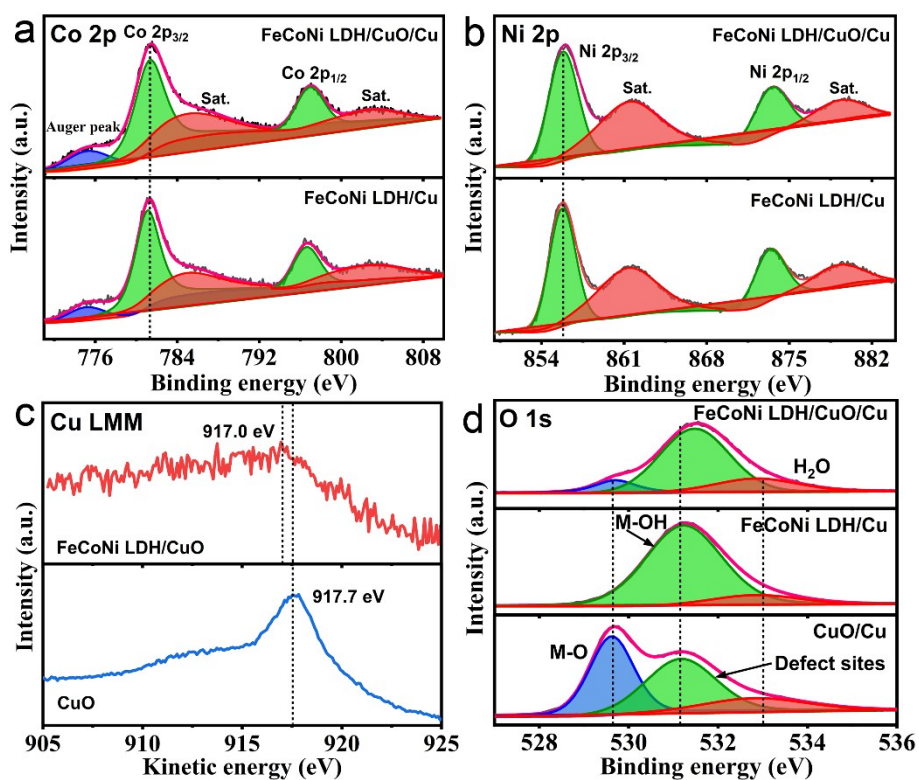 a Co 2p
Co 2p3/2
FeCoNi LDH/CuO/Cu
Co 2p1/2
Sat.
Sat.
Auger peak
FeCoNi LDH/Cu
Intensity (a.u.)
776 784 792 800 808
Binding energy (eV)
b Ni 2p
FeCoNi LDH/CuO/Cu
Ni 2p3/2
Ni 2p1/2
Sat.
Sat.
FeCoNi LDH/Cu
Intensity (a.u.)
854 861 868 875 882
Binding energy (eV)
c Cu LMM
917.0 eV
FeCoNi LDH/CuO
917.7 eV
CuO
Intensity (a.u.)
905 910 915 920 925
Kinetic energy (eV)
d O 1s
FeCoNi LDH/CuO/Cu
H2O
M-OH
FeCoNi LDH/Cu
CuO/Cu
M-O
Defect sites
Intensity (a.u.)
528 530 532 534 536
Binding energy (eV)